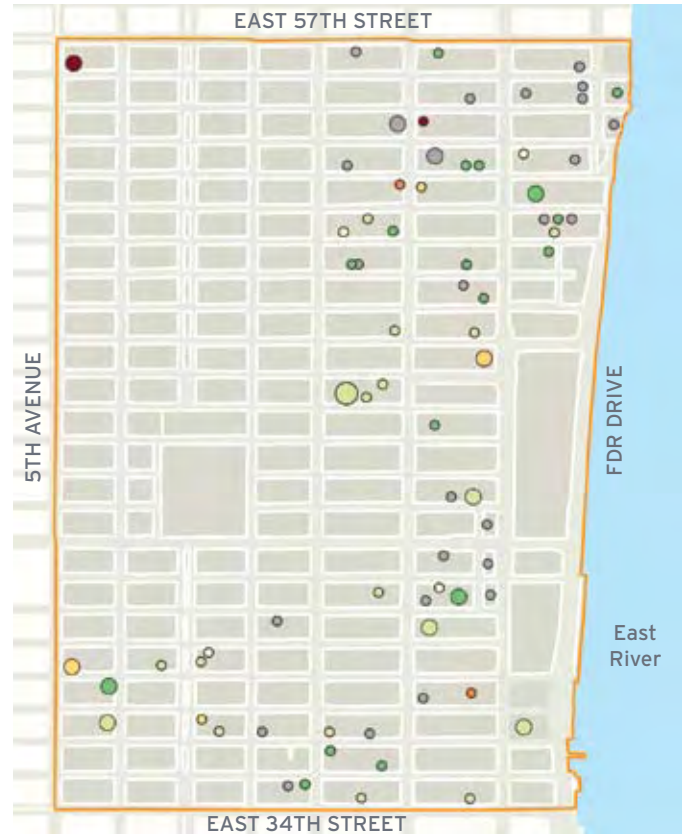 EAST 57TH STREET
5TH AVENUE
FDR DRIVE
East
River
EAST 34TH STREET